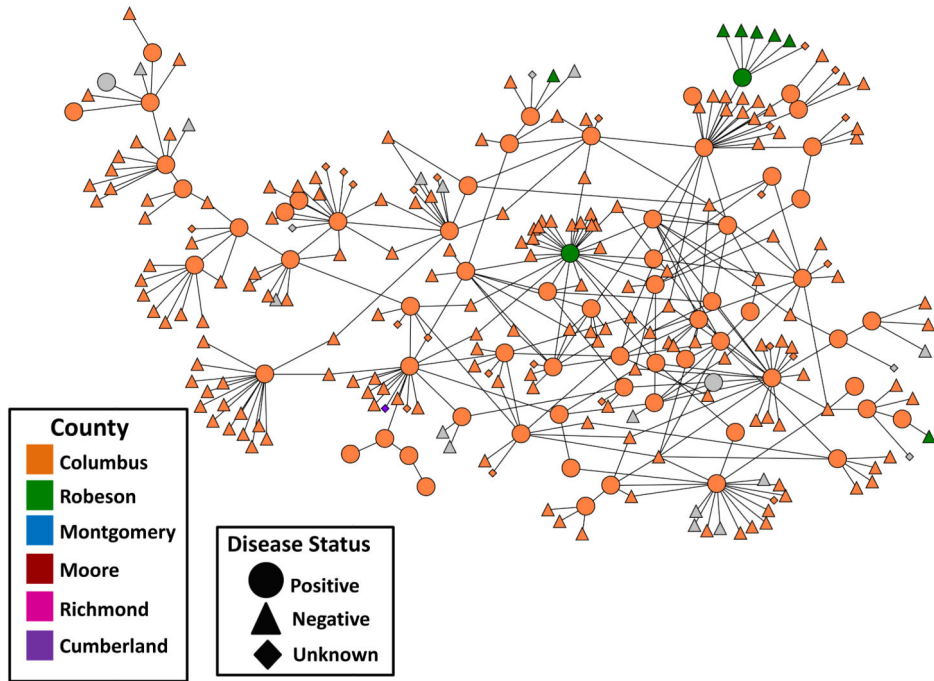 County
Columbus
Robeson
Montgomery
Moore
Richmond
Cumberland
Disease Status
Positive
Negative
Unknown